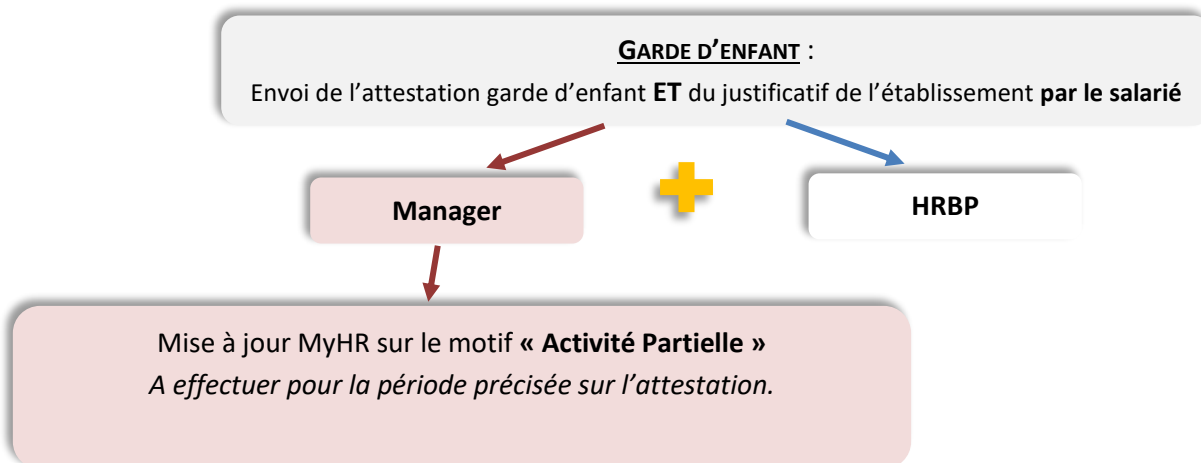 GARDE D’ENFANT :
Envoi de l’attestation garde d’enfant ET du justificatif de l’établissement par le salarié
Manager
HRBP
Mise à jour MyHR sur le motif « Activité Partielle »
A effectuer pour la période précisée sur l’attestation.